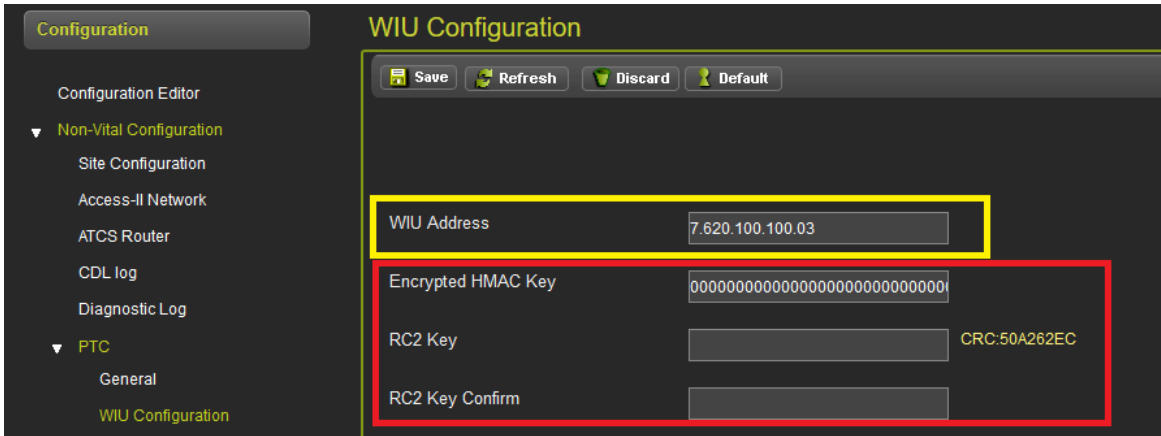 Configuration
WIU Configuration
Save Refresh Discard Default
Configuration Editor
Non-Vital Configuration
Site Configuration
Access-II Network
ATCS Router
CDL log
Diagnostic Log
PTC
General
WIU Configuration
WIU Address 7.620.100.100.03
Encrypted HMAC Key
RC2 Key CRC:50A262EC
RC2 Key Confirm